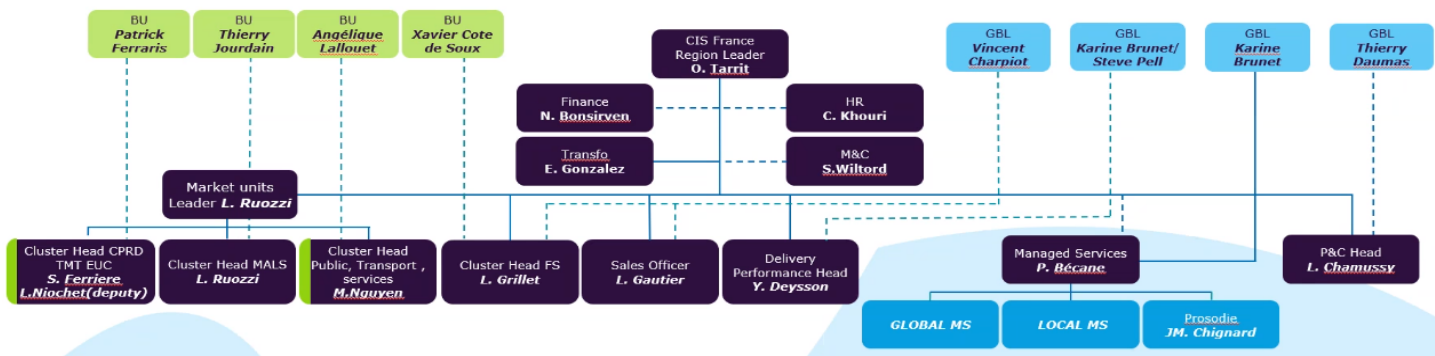 BU
Patrick
Ferraris
BU
Thierry
Jourdain
BU
Angélique
Lallouet
BU
Xavier Cote
de Soux
CIS France
Region Leader
O. Tarrit
GBL
Vincent
Charpiot
GBL
Karine Brunet/
Steve Pell
GBL
Karine
Brunet
GBL
Thierry
Daumas
Finance
N. Bonsirven
HR
C. Khouri
Transfo
E. Gonzalez
M&C
S.Wiltord
Market units
Leader L. Ruozzi
Cluster Head CPRD
TMT EUC
S. Ferriere
L.Niochet(deputy)
Cluster Head MALS
L. Ruozzi
Cluster Head
Public, Transport ,
services
M.Nguyen
Cluster Head FS
L. Grillet
Sales Officer
L. Gautier
Delivery
Performance Head
Y. Deysson
Managed Services
P. Bécane
P&C Head
L. Chamussy
GLOBAL MS
LOCAL MS
Prosodie
JM. Chignard